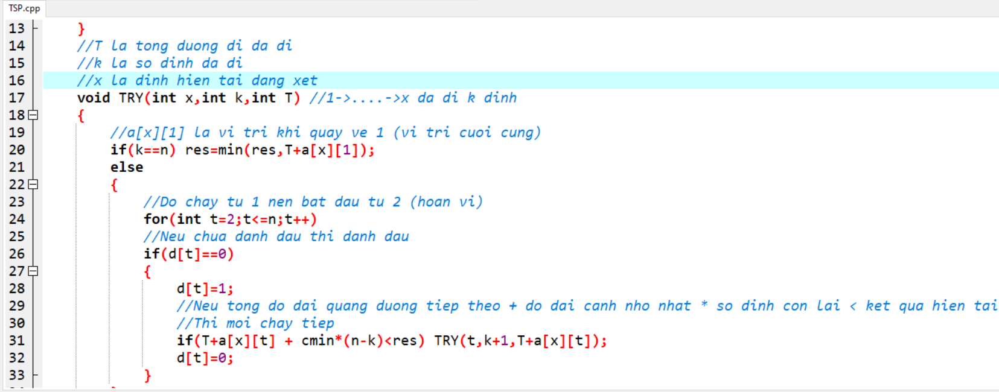 TSP.cpp
13 }
14 //T la tong duong di da di
15 //k la so dinh da di
16 //x la dinh hien tai dang xet
17 void TRY(int x,int k,int T) //1->....->x da di k dinh
18 {
19 //a[x][1] la vi tri khi quay ve 1 (vi tri cuoi cung)
20 if(k==n) res=min(res,T+a[x][1]);
21 else
22 {
23 //Do chay tu 1 nen bat dau tu 2 (hoan vi)
24 for(int t=2;t<=n;t++)
25 //Neu chua danh dau thi danh dau
26 if(d[t]==0)
27 {
28 d[t]=1;
29 //Neu tong do dai quang duong tiep theo + do dai canh nho nhat * so dinh con lai < ket qua hien tai
30 //Thi moi chay tiep
31 if(T+a[x][t] + cmin*(n-k)<res) TRY(t,k+1,T+a[x][t]);
32 d[t]=0;
33 }